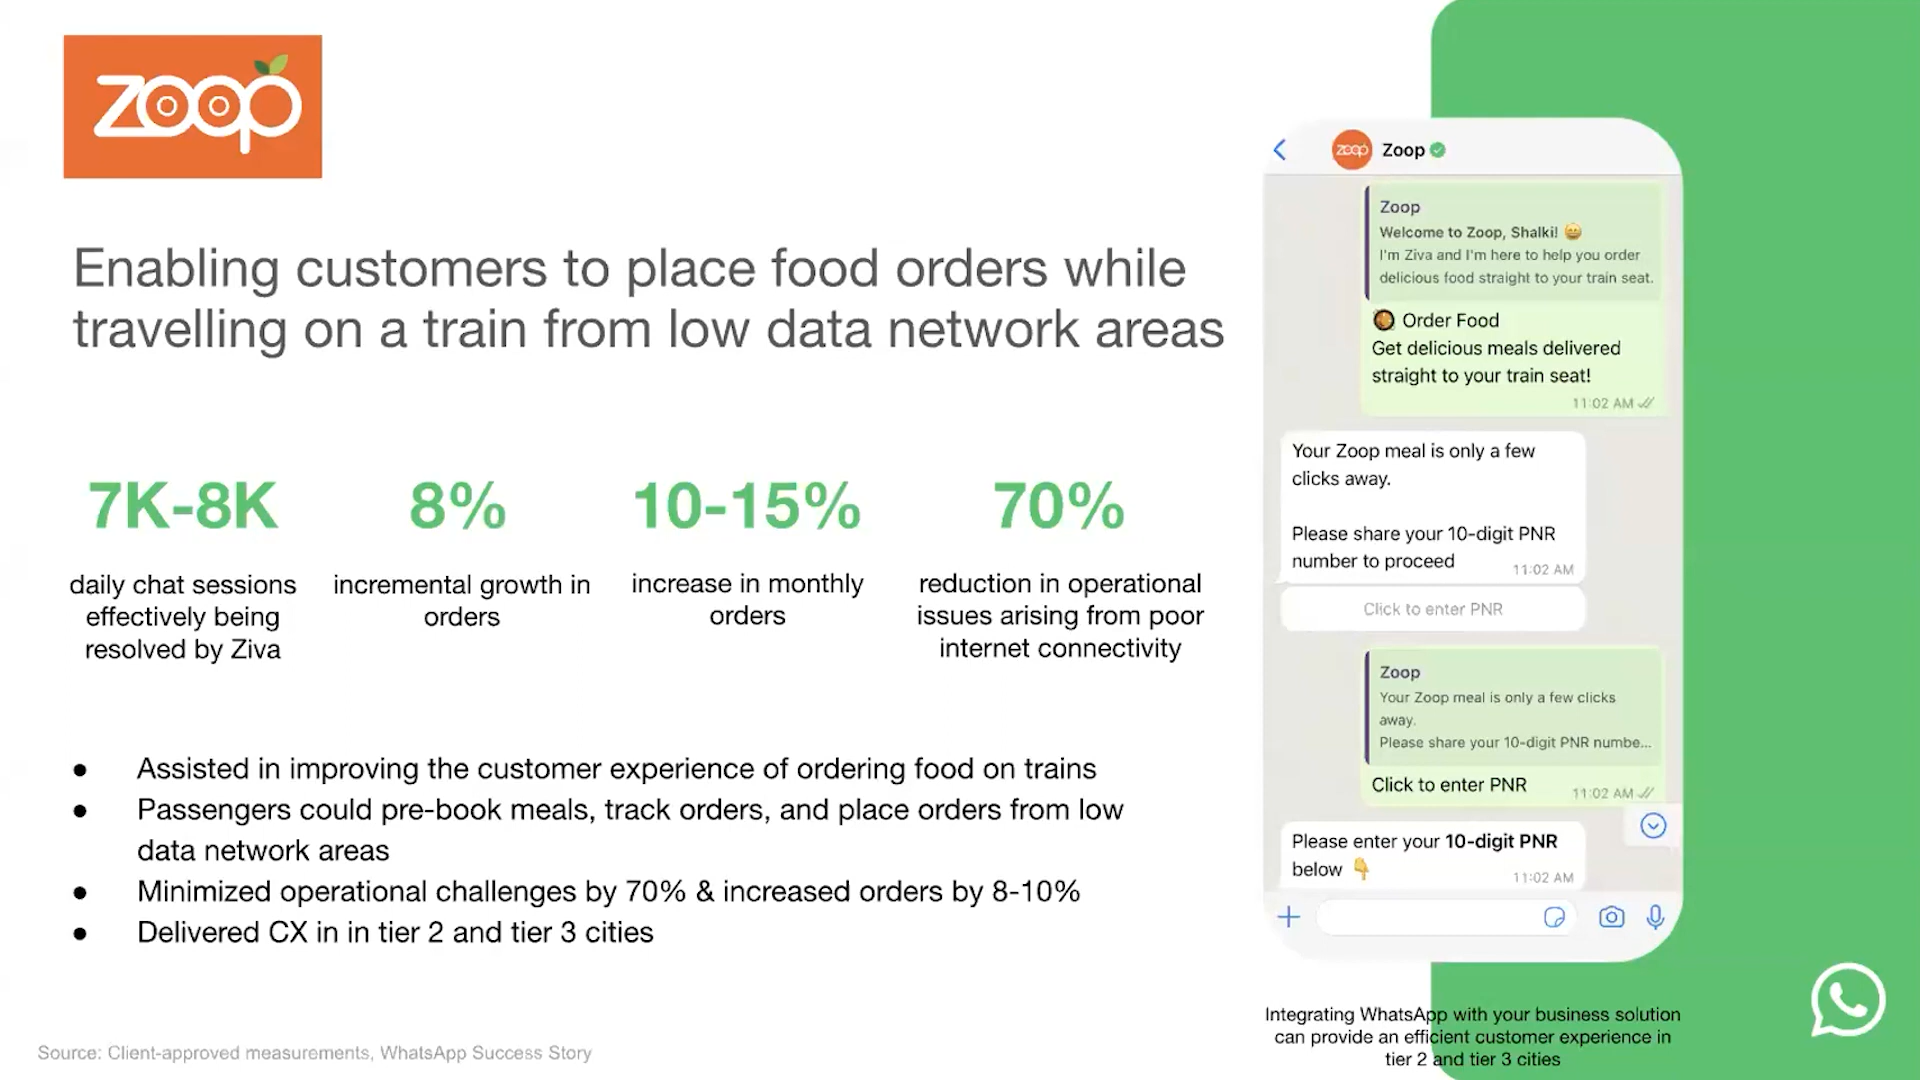 zoop
Enabling customers to place food orders while
travelling on a train from low data network areas
7K-8K
daily chat sessions
effectively being
resolved by Ziva
8%
incremental growth in
orders
10-15%
increase in monthly
orders
70%
reduction in operational
issues arising from poor
internet connectivity
● Assisted in improving the customer experience of ordering food on trains
● Passengers could pre-book meals, track orders, and place orders from low
data network areas
● Minimized operational challenges by 70% & increased orders by 8-10%
● Delivered CX in in tier 2 and tier 3 cities
Source: Client-approved measurements, WhatsApp Success Story
zoop Zoop
Zoop
Welcome to Zoop, Shalki! 😄
I'm Ziva and I'm here to help you order
delicious food straight to your train seat.
🥘 Order Food
Get delicious meals delivered
straight to your train seat!
11:02 AM
Your Zoop meal is only a few
clicks away.
Please share your 10-digit PNR
number to proceed
11:02 AM
Click to enter PNR
Zoop
Your Zoop meal is only a few clicks
away.
Please share your 10-digit PNR numbe...
Click to enter PNR
11:02 AM
Please enter your 10-digit PNR
below 👇
11:02 AM
Integrating WhatsApp with your business solution
can provide an efficient customer experience in
tier 2 and tier 3 cities